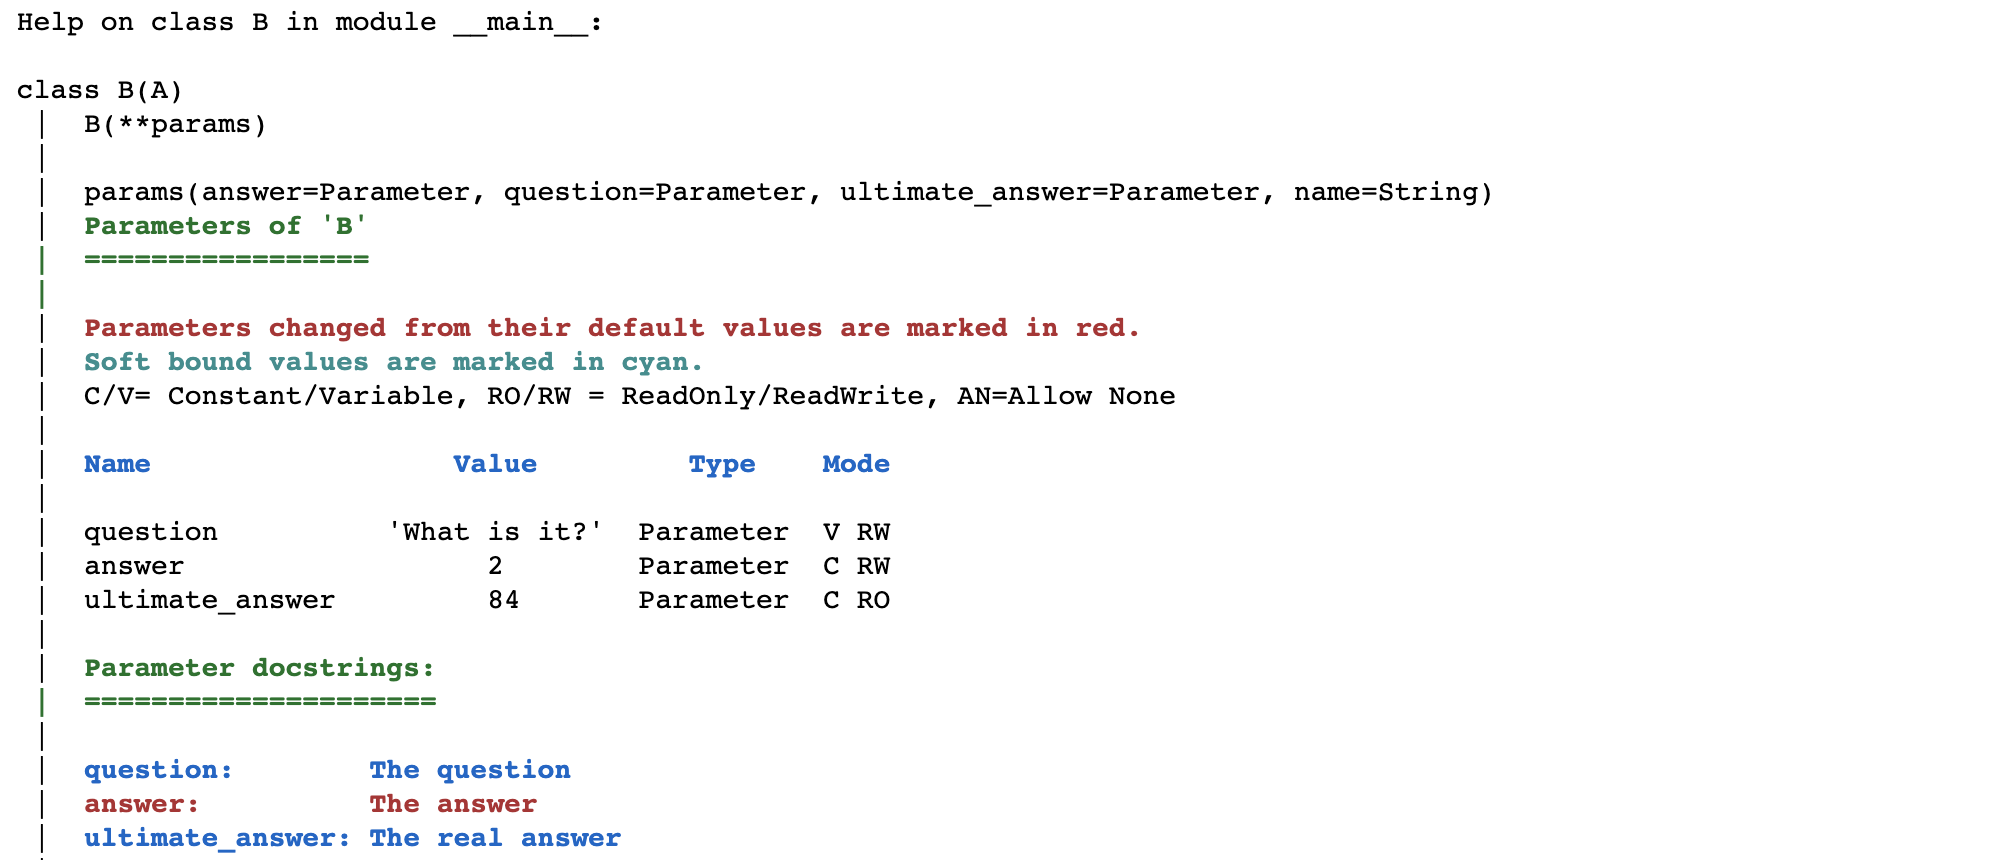 Help on class B in module __main__:
class B(A)
 |  B(**params)
 |
 |  params(answer=Parameter, question=Parameter, ultimate_answer=Parameter, name=String)
 |  Parameters of 'B'
 |  =================
 |
 |  Parameters changed from their default values are marked in red.
 |  Soft bound values are marked in cyan.
 |  C/V= Constant/Variable, RO/RW = ReadOnly/ReadWrite, AN=Allow None
 |
 |  Name                  Value         Type    Mode
 |
 |  question          'What is it?'  Parameter  V RW
 |  answer                  2        Parameter  C RW
 |  ultimate_answer         84       Parameter  C RO
 |
 |  Parameter docstrings:
 |  =====================
 |
 |  question:        The question
 |  answer:          The answer
 |  ultimate_answer: The real answer